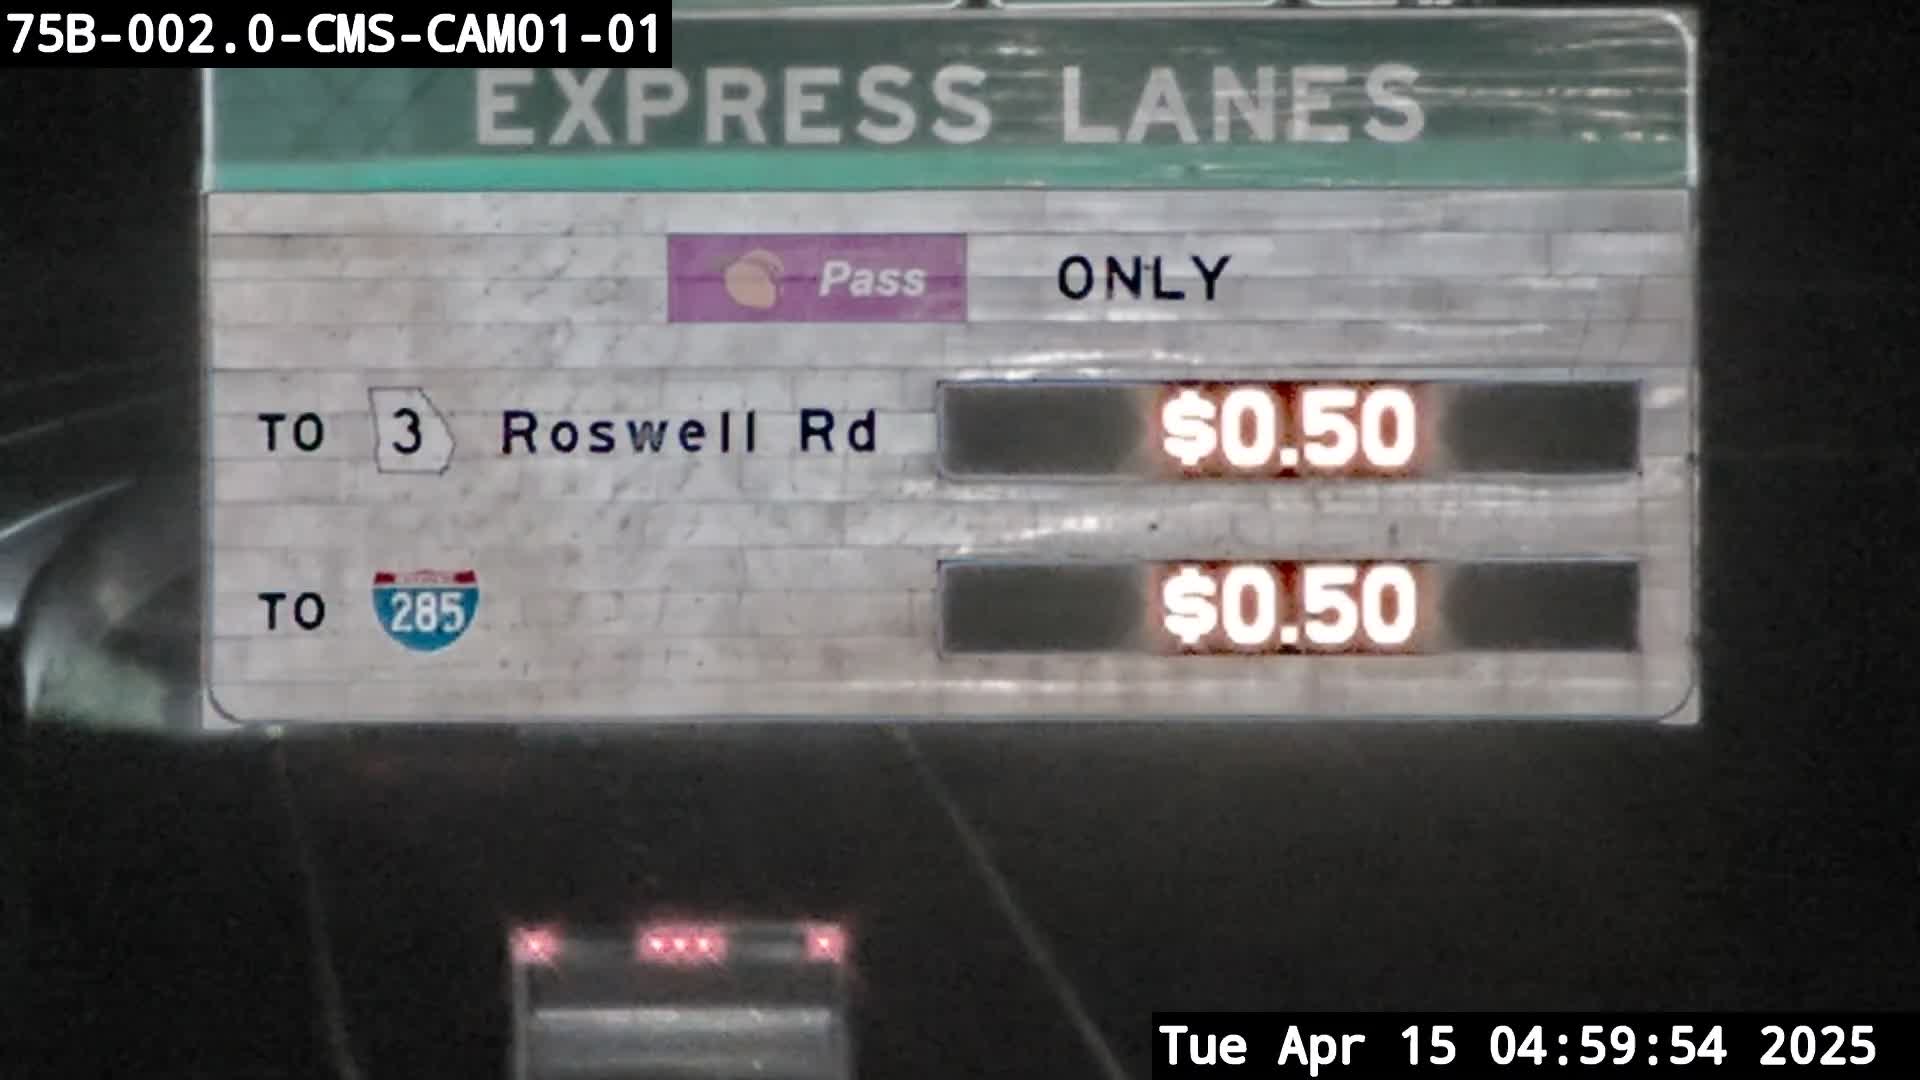 75B-002.0-CMS-CAM01-01
EXPRESS LANES
Pass ONLY
TO 3 Roswell Rd $0.50
TO 285 $0.50
Tue Apr 15 04:59:54 2025